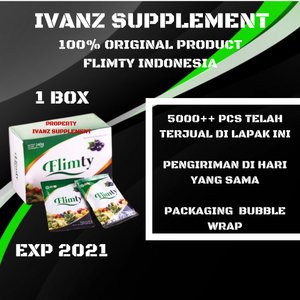 IVANZ SUPPLEMENT
100% ORIGINAL PRODUCT
FLIMTY INDONESIA
1 BOX
PROPERTY
IVANZ SUPPLEMENT
Flimty
Flimty
Flimty
5000++ PCS TELAH
TERJUAL DI LAPAK INI
PENGIRIMAN DI HARI
YANG SAMA
PACKAGING BUBBLE
WRAP
EXP 2021